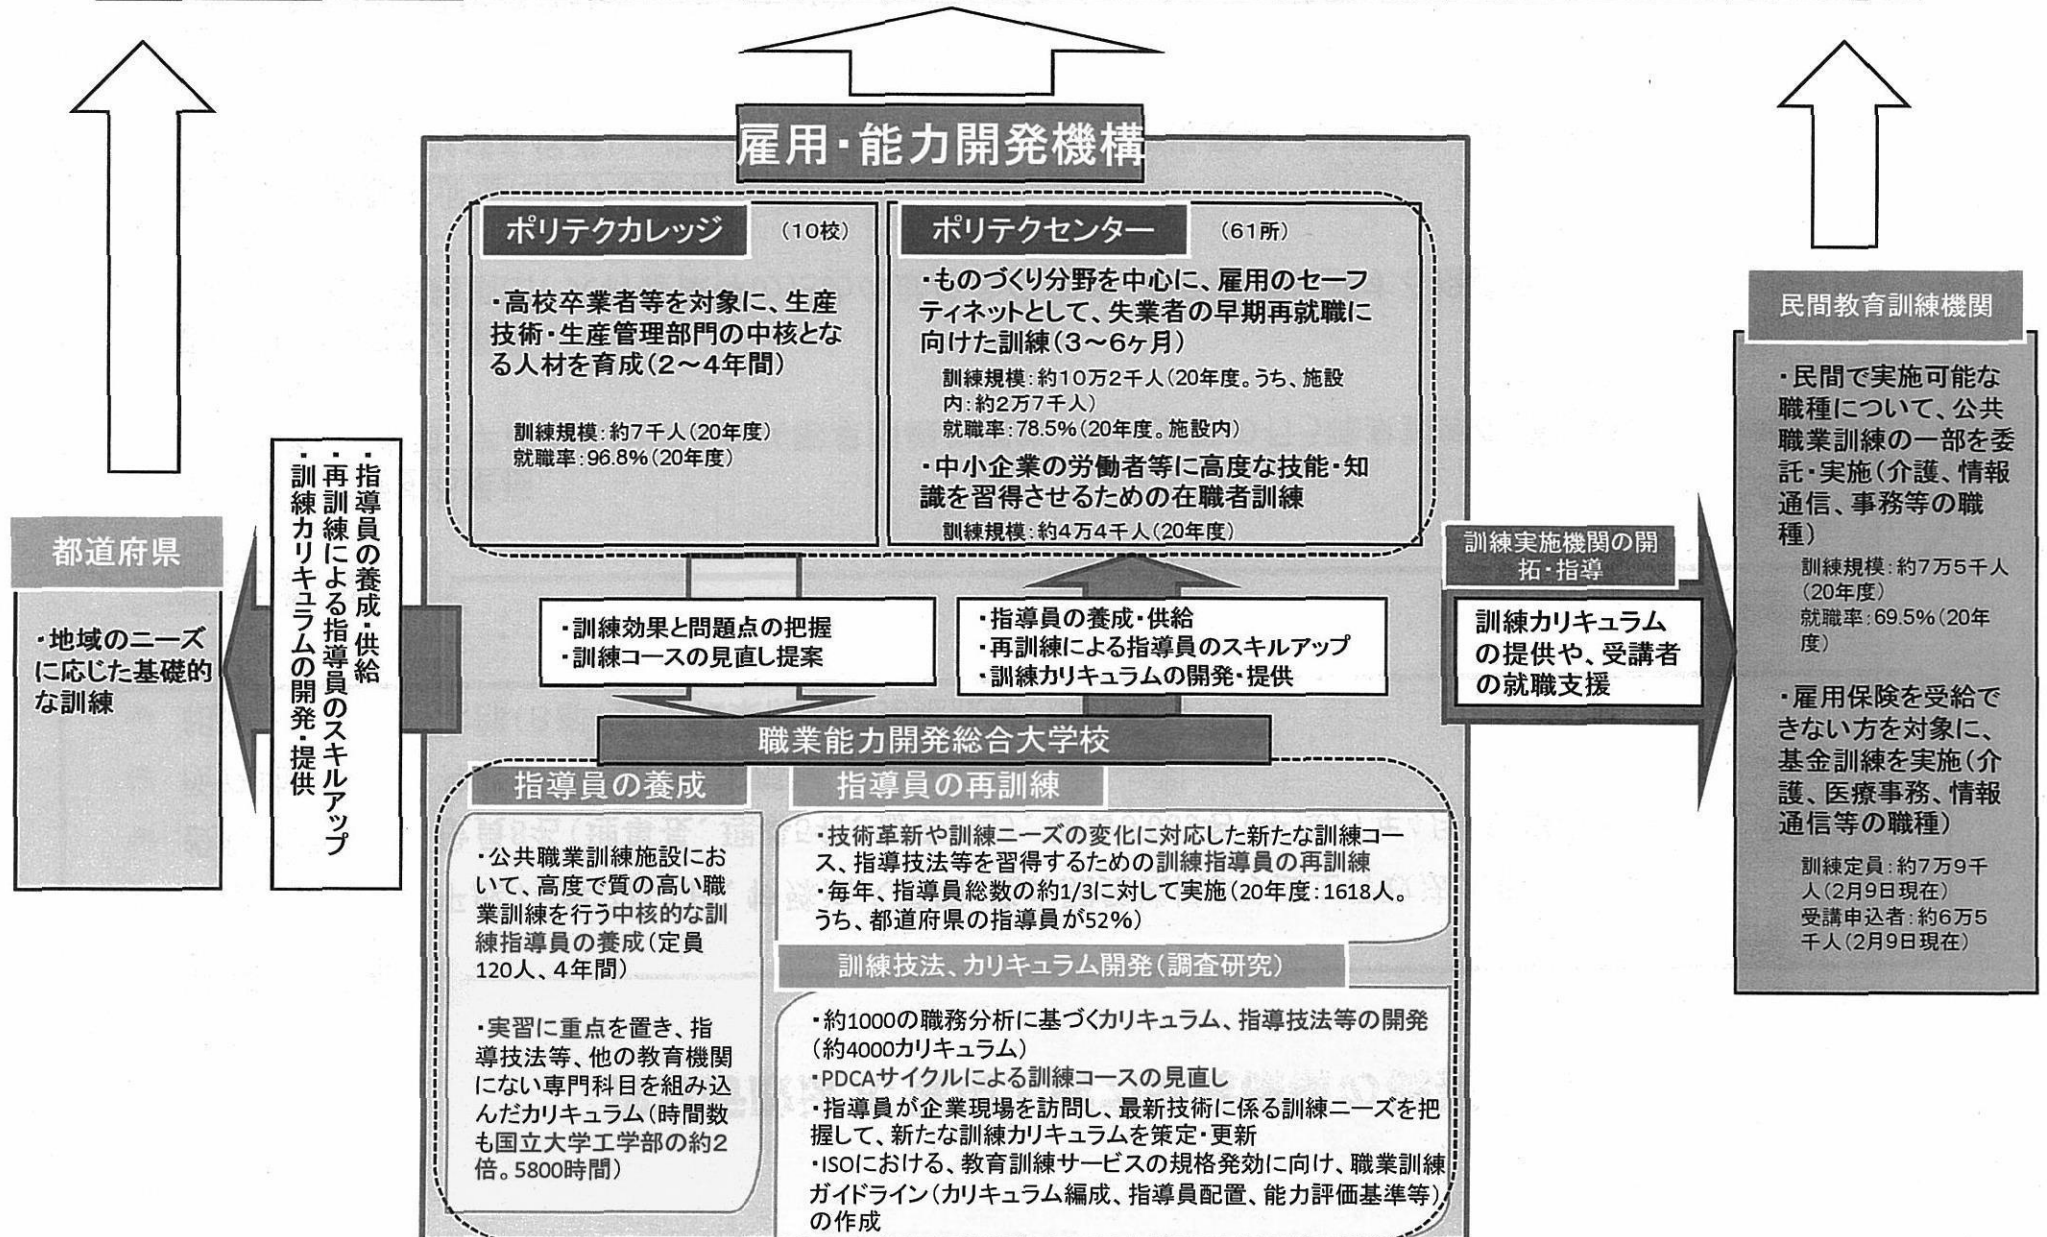 雇用・能力開発機構
ポリテクカレッジ
（10校）
・高校卒業者等を対象に、生産
技術・生産管理部門の中核とな
る人材を育成（2～4年間）
訓練規模：約7千人（20年度）
就職率：96.8%（20年度）
ポリテクセンター
（61所）
・ものづくり分野を中心に、雇用のセーフ
ティネットとして、失業者の早期再就職に
向けた訓練（3～6ヶ月）
訓練規模：約10万2千人（20年度。うち、施設
内：約2万7千人）
就職率：78.5%（20年度。施設内）
・中小企業の労働者等に高度な技能・知
識を習得させるための在職者訓練
訓練規模：約4万4千人（20年度）
都道府県
・地域のニーズ
に応じた基礎的
な訓練
・指導員の養成・供給
・再訓練による指導員のスキルアップ
・訓練カリキュラムの開発・提供
・訓練効果と問題点の把握
・訓練コースの見直し提案
・指導員の養成・供給
・再訓練による指導員のスキルアップ
・訓練カリキュラムの開発・提供
訓練実施機関の開
拓・指導
訓練カリキュラム
の提供や、受講者
の就職支援
民間教育訓練機関
・民間で実施可能な
職種について、公共
職業訓練の一部を委
託・実施（介護、情報
通信、事務等の職
種）
訓練規模：約7万5千人
（20年度）
就職率：69.5%（20年
度）
・雇用保険を受給で
きない方を対象に、
基金訓練を実施（介
護、医療事務、情報
通信等の職種）
訓練定員：約7万9千
人（2月9日現在）
受講申込者：約6万5
千人（2月9日現在）
職業能力開発総合大学校
指導員の養成
・公共職業訓練施設にお
いて、高度で質の高い職
業訓練を行う中核的な訓
練指導員の養成（定員
120人、4年間）
・実習に重点を置き、指
導技法等、他の教育機関
にない専門科目を組み込
んだカリキュラム（時間数
も国立大学工学部の約2
倍。5800時間）
指導員の再訓練
・技術革新や訓練ニーズの変化に対応した新たな訓練コー
ス、指導技法等を習得するための訓練指導員の再訓練
・毎年、指導員総数の約1/3に対して実施（20年度：1618人。
うち、都道府県の指導員が52%）
訓練技法、カリキュラム開発（調査研究）
・約1000の職務分析に基づくカリキュラム、指導技法等の開発
（約4000カリキュラム）
・PDCAサイクルによる訓練コースの見直し
・指導員が企業現場を訪問し、最新技術に係る訓練ニーズを把
握して、新たな訓練カリキュラムを策定・更新
・ISOにおける、教育訓練サービスの規格発効に向け、職業訓練
ガイドライン（カリキュラム編成、指導員配置、能力評価基準等）
の作成